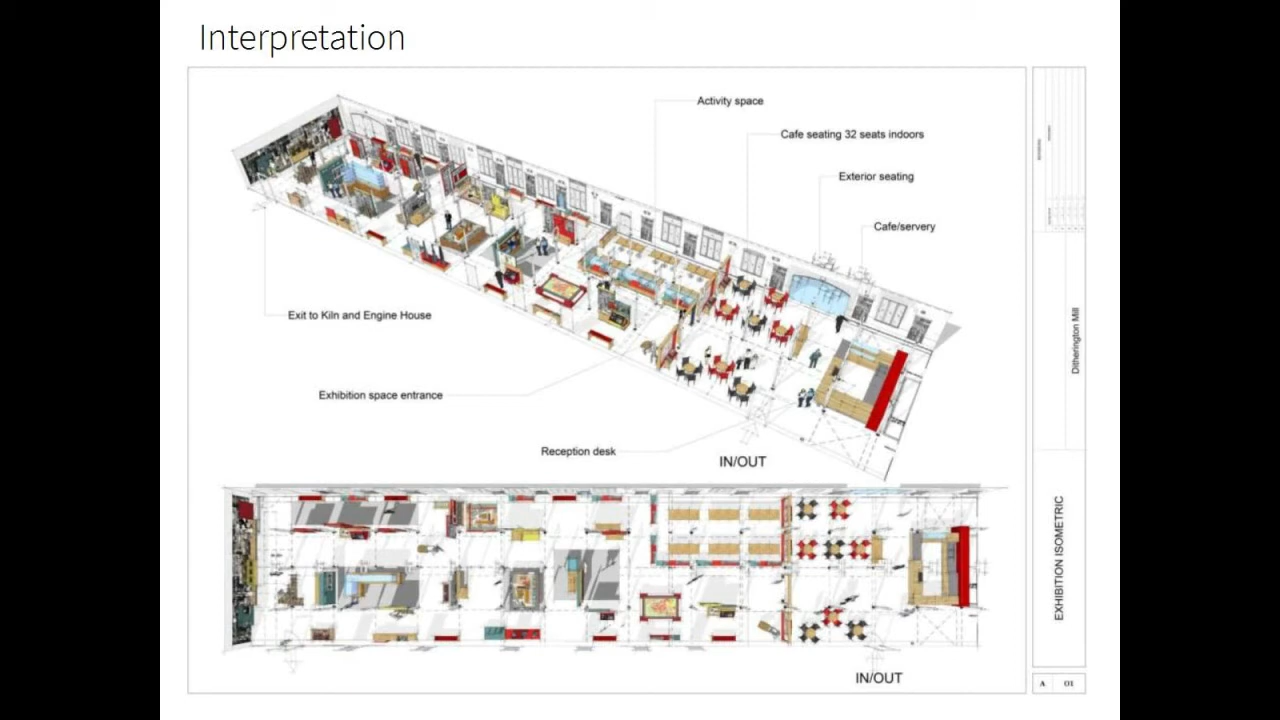 Interpretation
Activity space
Cafe seating 32 seats indoors
Exterior seating
Cafe/servery
Exit to Kiln and Engine House
Exhibition space entrance
Reception desk
IN/OUT
IN/OUT
Ditherington Mill
EXHIBITION ISOMETRIC
A 01